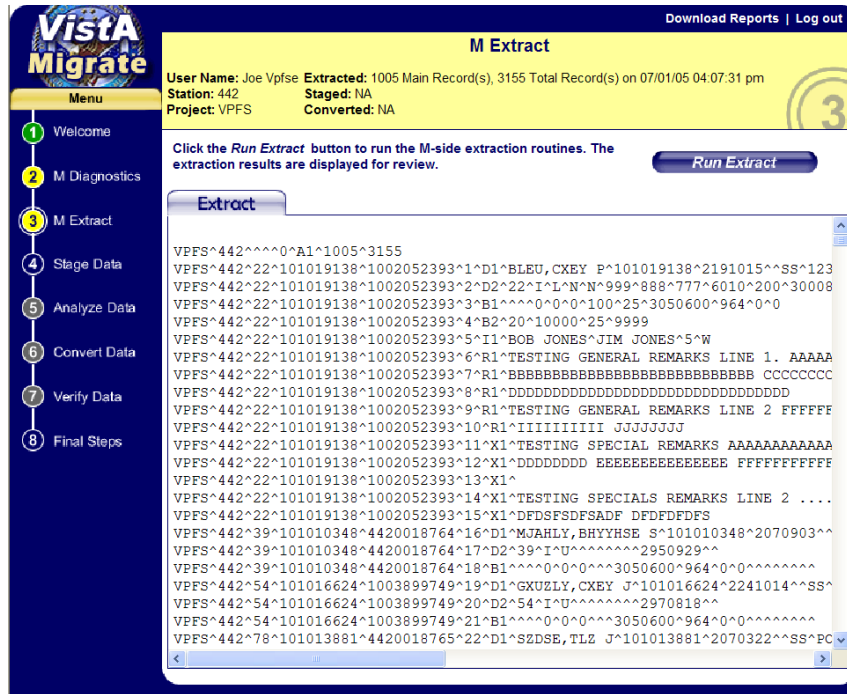 VistA
Migrate
Download Reports | Log out
M Extract
User Name: Joe Vpfse Extracted: 1005 Main Record(s), 3155 Total Record(s) on 07/01/05 04:07:31 pm
Station: 442 Staged: NA
Project: VPFS Converted: NA
3
Menu
1 Welcome
2 M Diagnostics
3 M Extract
4 Stage Data
5 Analyze Data
6 Convert Data
7 Verify Data
8 Final Steps
Click the Run Extract button to run the M-side extraction routines. The
extraction results are displayed for review.
Run Extract
Extract
VPFS^442^^^^0^A1^1005^3155
VPFS^442^22^101019138^1002052393^1^D1^BLEU,CXEY P^101019138^2191015^^SS^123
VPFS^442^22^101019138^1002052393^2^D2^22^I^L^N^N^999^888^777^6010^200^30008
VPFS^442^22^101019138^1002052393^3^B1^^^^0^0^0^100^25^3050600^964^0^0
VPFS^442^22^101019138^1002052393^4^B2^20^10000^25^9999
VPFS^442^22^101019138^1002052393^5^I1^BOB JONES^JIM JONES^5^W
VPFS^442^22^101019138^1002052393^6^R1^TESTING GENERAL REMARKS LINE 1. AAAAA
VPFS^442^22^101019138^1002052393^7^R1^BBBBBBBBBBBBBBBBBBBBBBBBBBBBBB CCCCCCCC
VPFS^442^22^101019138^1002052393^8^R1^DDDDDDDDDDDDDDDDDDDDDDDDDDDDDDDDDD
VPFS^442^22^101019138^1002052393^9^R1^TESTING GENERAL REMARKS LINE 2 FFFFFF
VPFS^442^22^101019138^1002052393^10^R1^IIIIIIIIII JJJJJJJJ
VPFS^442^22^101019138^1002052393^11^X1^TESTING SPECIAL REMARKS AAAAAAAAAAAA
VPFS^442^22^101019138^1002052393^12^X1^DDDDDDDD EEEEEEEEEEEEEEE FFFFFFFFFFF
VPFS^442^22^101019138^1002052393^13^X1^
VPFS^442^22^101019138^1002052393^14^X1^TESTING SPECIALS REMARKS LINE 2 ....
VPFS^442^22^101019138^1002052393^15^X1^DFDSFSDFSADF DFDFDFDFS
VPFS^442^39^101010348^4420018764^16^D1^MJAHLY,BHYYHSE S^101010348^2070903^^
VPFS^442^39^101010348^4420018764^17^D2^39^I^U^^^^^^^^2950929^^
VPFS^442^39^101010348^4420018764^18^B1^^^^0^0^0^^^3050600^964^0^0^^^^^^^^
VPFS^442^54^101016624^1003899749^19^D1^GXUZLY,CXEY J^101016624^2241014^^SS^
VPFS^442^54^101016624^1003899749^20^D2^54^I^U^^^^^^^^2970818^^
VPFS^442^54^101016624^1003899749^21^B1^^^^0^0^0^^^3050600^964^0^0^^^^^^^^
VPFS^442^78^101013881^4420018765^22^D1^SZDSE,TLZ J^101013881^2070322^^SS^PO